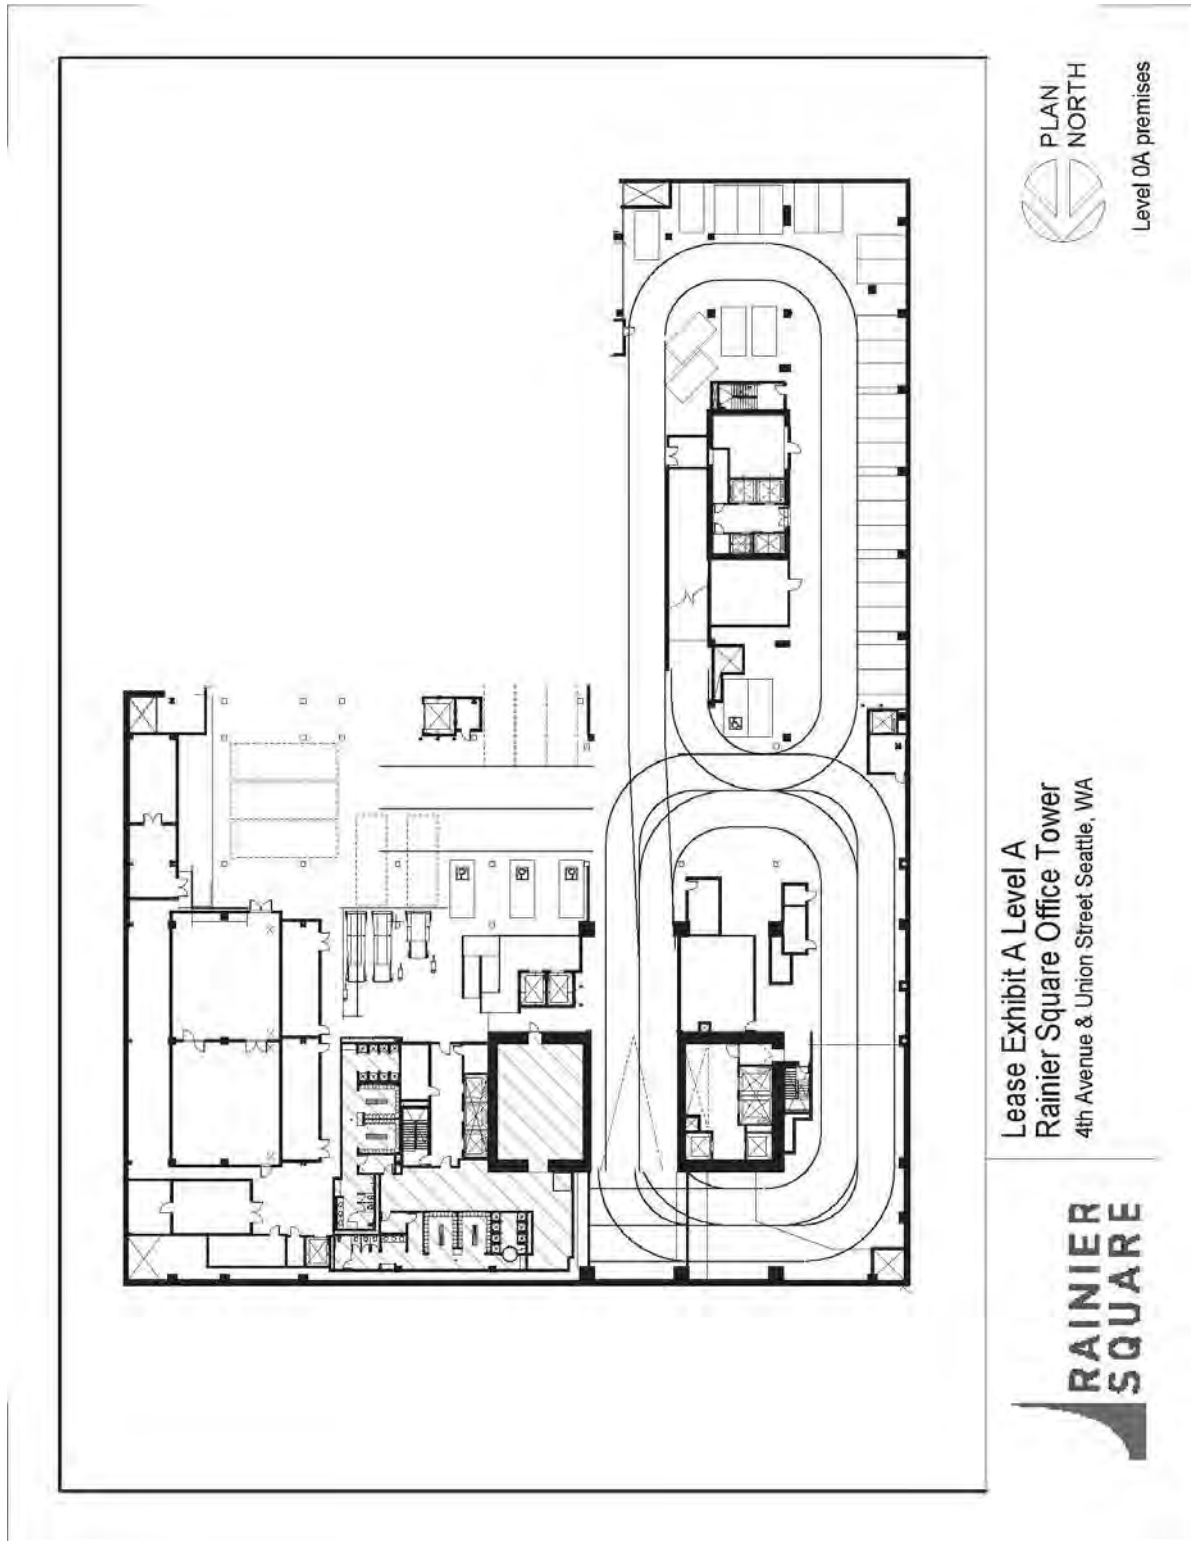 PLAN
NORTH
Level 0A premises
Lease Exhibit A Level A
Rainier Square Office Tower
4th Avenue & Union Street Seattle, WA
RAINIER
SQUARE